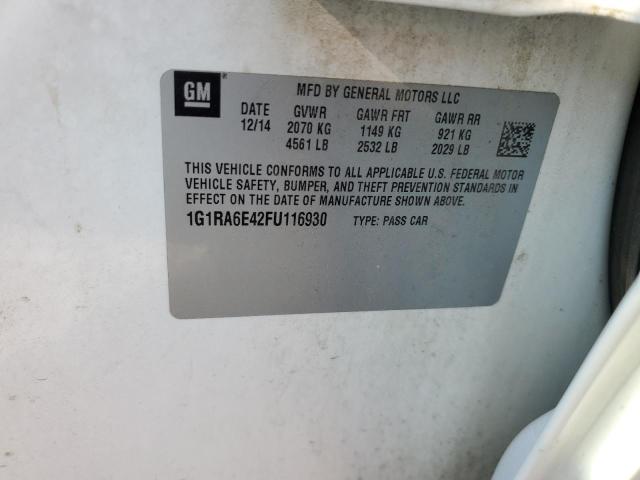 GM
MFD BY GENERAL MOTORS LLC
DATE GVWR GAWR FRT GAWR RR
12/14 2070 KG 1149 KG 921 KG
4561 LB 2532 LB 2029 LB
THIS VEHICLE CONFORMS TO ALL APPLICABLE U.S. FEDERAL MOTOR
VEHICLE SAFETY, BUMPER, AND THEFT PREVENTION STANDARDS IN
EFFECT ON THE DATE OF MANUFACTURE SHOWN ABOVE.
1G1RA6E42FU116930 TYPE: PASS CAR